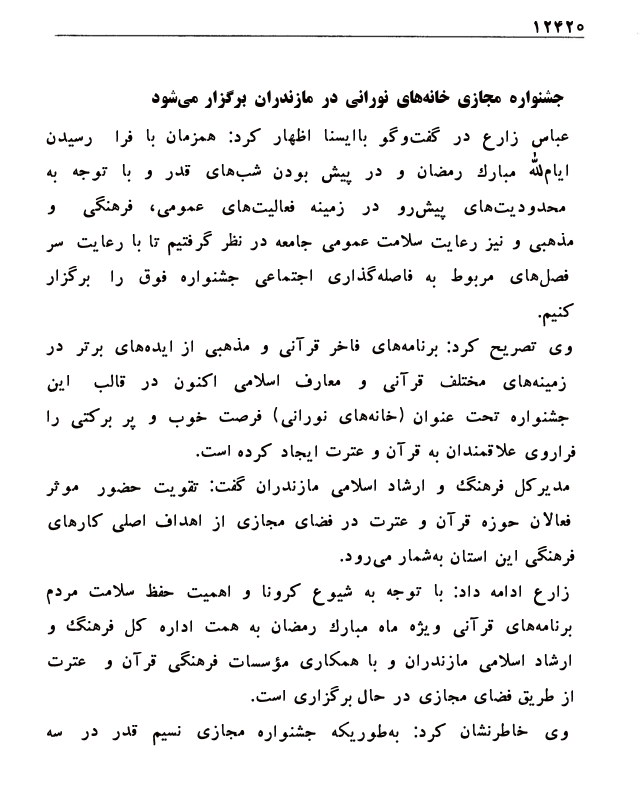 ۱۲۴۲۰
جشنواره مجازی خانه‌های نورانی در مازندران برگزار می‌شود
عباس زارع در گفت‌وگو باایسنا اظهار کرد: همزمان با فرا رسیدن
ایام‌الله مبارك رمضان و در پیش بودن شب‌های قدر و با توجه به
محدودیت‌های پیش‌رو در زمینه فعالیت‌های عمومی، فرهنگی و
مذهبی و نیز رعایت سلامت عمومی جامعه در نظر گرفتیم تا با رعایت سر
فصل‌های مربوط به فاصله‌گذاری اجتماعی جشنواره فوق را برگزار
کنیم.
وی تصریح کرد: برنامه‌های فاخر قرآنی و مذهبی از ایده‌های برتر در
زمینه‌های مختلف قرآنی و معارف اسلامی اکنون در قالب این
جشنواره تحت عنوان (خانه‌های نورانی) فرصت خوب و پر برکتی را
فراروی علاقمندان به قرآن و عترت ایجاد کرده است.
مدیرکل فرهنگ و ارشاد اسلامی مازندران گفت: تقویت حضور موثر
فعالان حوزه قرآن و عترت در فضای مجازی از اهداف اصلی کارهای
فرهنگی این استان به‌شمار می‌رود.
زارع ادامه داد: با توجه به شیوع کرونا و اهمیت حفظ سلامت مردم
برنامه‌های قرآنی ویژه ماه مبارك رمضان به همت اداره کل فرهنگ و
ارشاد اسلامی مازندران و با همکاری مؤسسات فرهنگی قرآن و عترت
از طریق فضای مجازی در حال برگزاری است.
وی خاطرنشان کرد: به‌طوریکه جشنواره مجازی نسیم قدر در سه